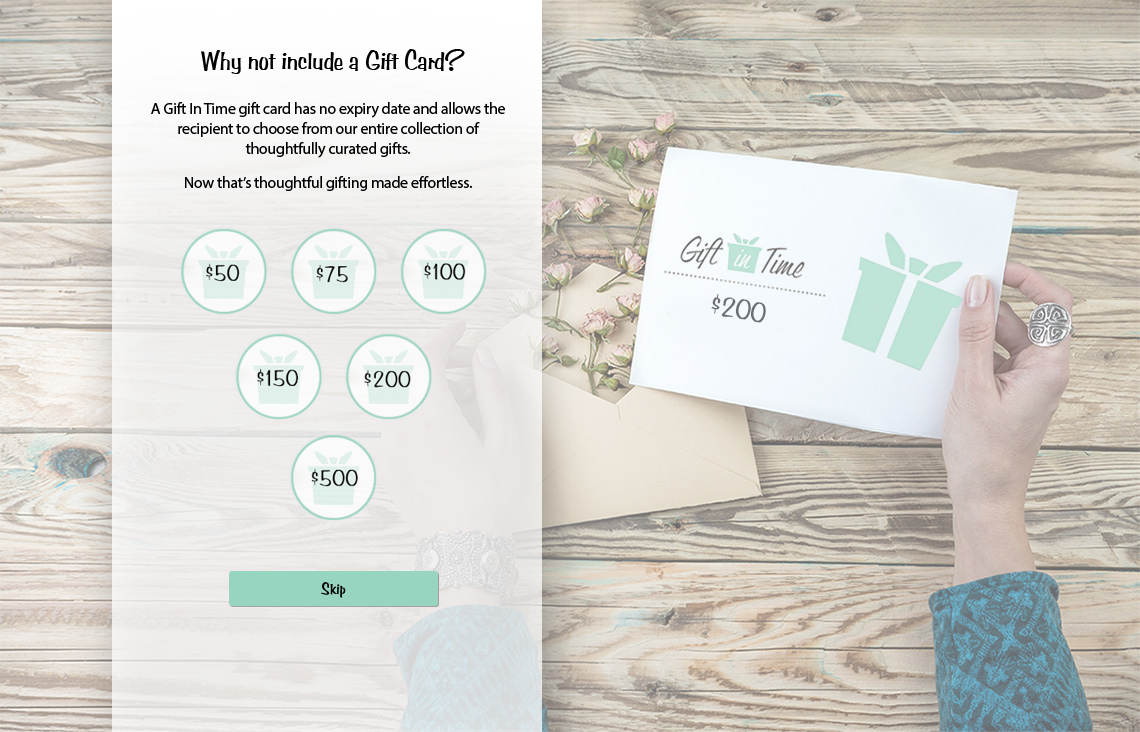 Why not include a Gift Card?
A Gift In Time gift card has no expiry date and allows the
recipient to choose from our entire collection of
thoughtfully curated gifts.
Now that's thoughtful gifting made effortless.
$50 $75 $100
$150 $200
$500
Skip
Gift in Time
$200